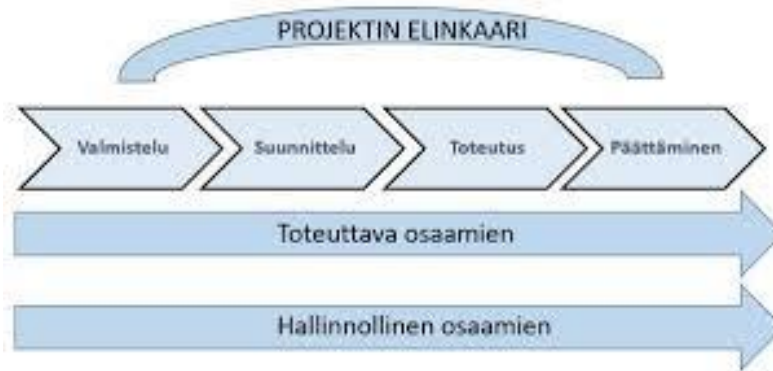 PROJEKTIN ELINKAARI
Valmistelu
Suunnittelu
Toteutus
Päättäminen
Toteuttava osaamien
Hallinnollinen osaamien